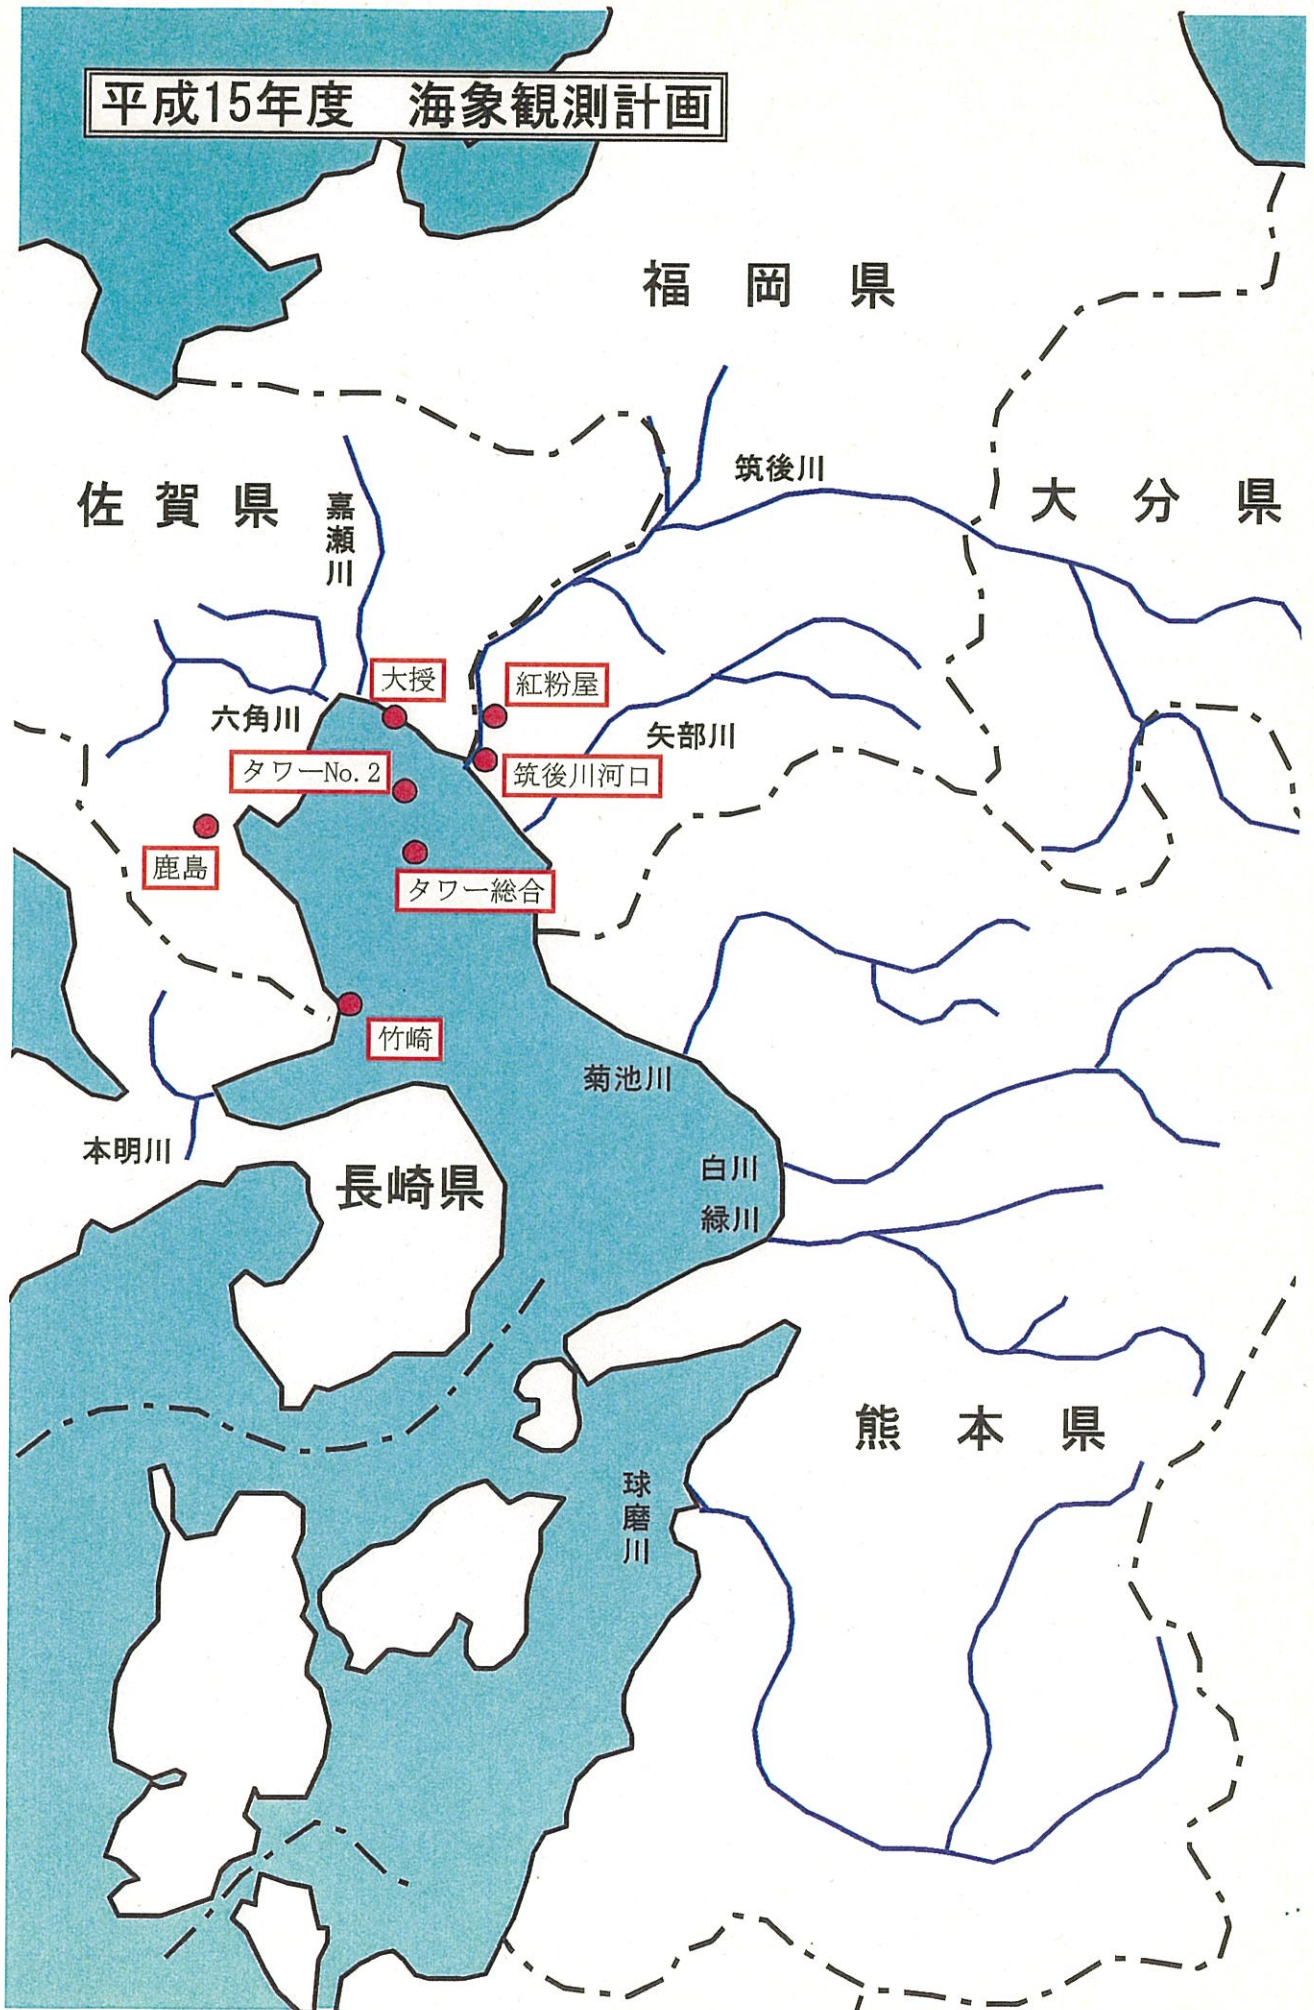 平成15年度　海象観測計画
福岡県
筑後川
佐賀県
嘉瀬川
大分県
大授
紅粉屋
六角川
矢部川
タワーNo.2
筑後川河口
鹿島
タワー総合
竹崎
菊池川
本明川
長崎県
白川
緑川
熊本県
球磨川